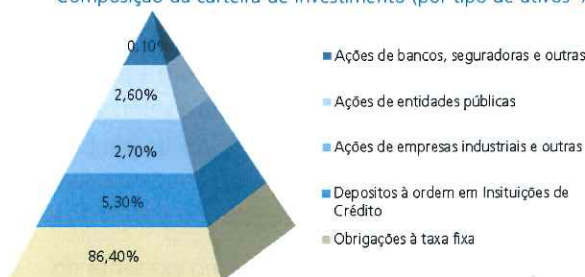 Composição da carteira de investimento (por tipo de ativos
0,10%
2,60%
2,70%
5,30%
86,40%
Ações de bancos, seguradoras e outras
Ações de entidades públicas
Ações de empresas industriais e outras
Depositos à ordem em Insituições de
Crédito
Obrigações à taxa fixa